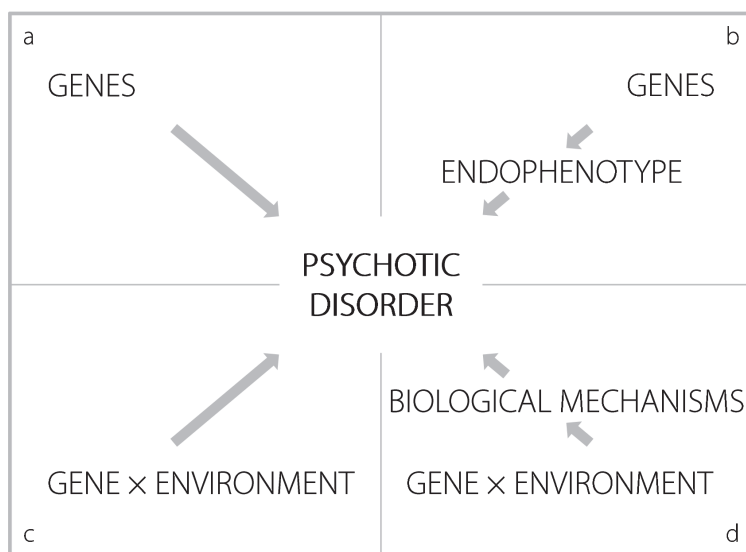 a
b
GENES
GENES
ENDOPHENOTYPE
PSYCHOTIC
DISORDER
BIOLOGICAL MECHANISMS
GENE × ENVIRONMENT
GENE × ENVIRONMENT
c
d